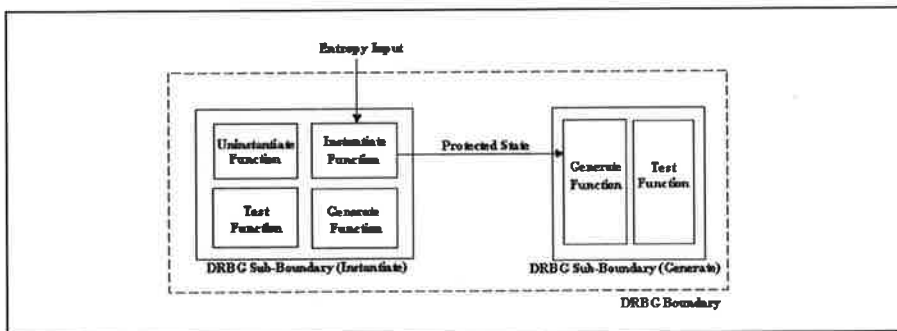 Entropy Input
Uninstantiate
Function
Instantiate
Function
Protected State
Generate
Function
Test
Function
Test
Function
Generate
Function
DRBG Sub-Boundary (Instantiate)
DRBG Sub-Boundary (Generate)
DRBG Boundary